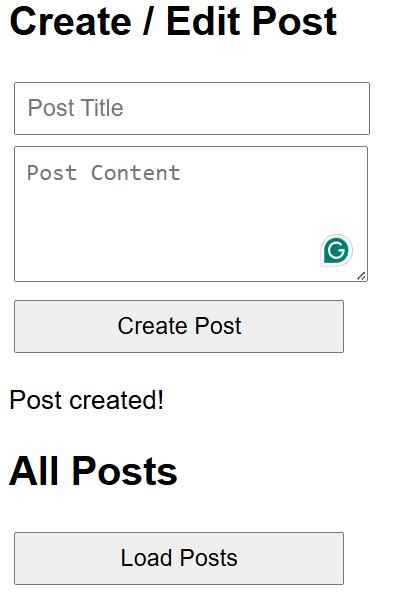 Create / Edit Post
Post Title
Post Content
Create Post
Post created!
All Posts
Load Posts